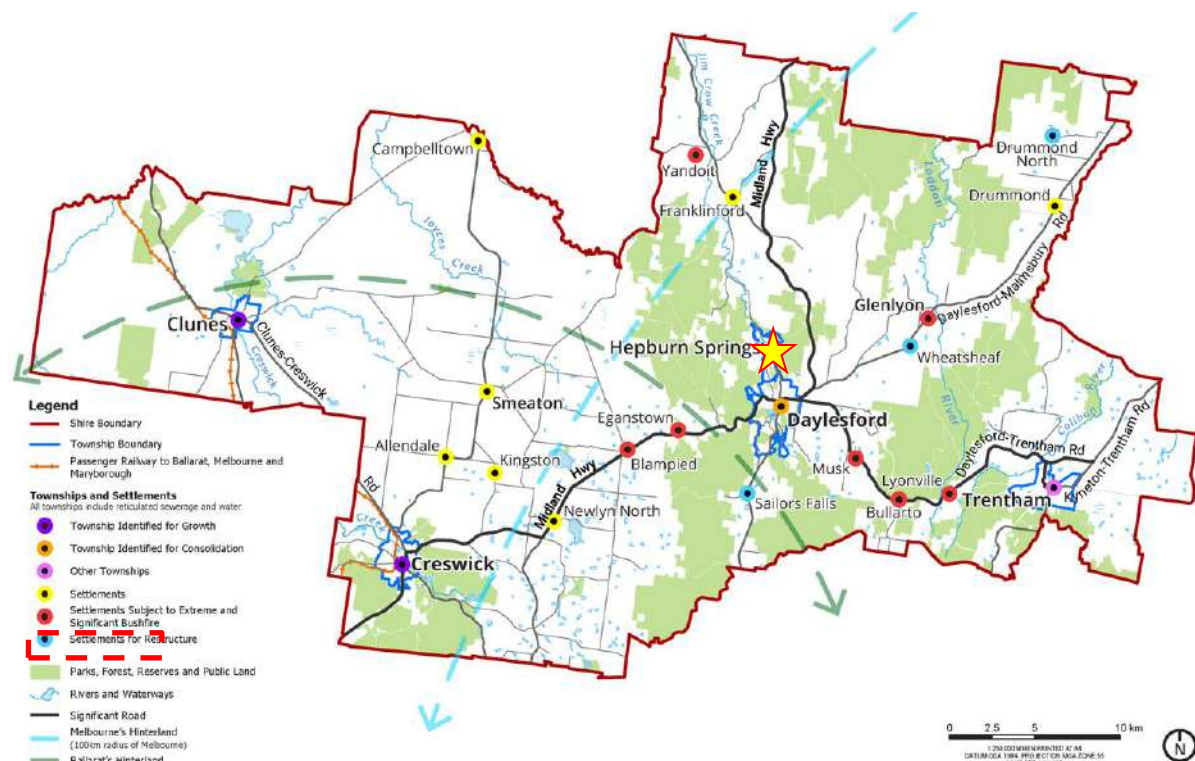 Jim Crow Creek
Midland Hwy
Campbelltown
Yandoit
Franklinford
Loddon
River
Drummond
North
Drummond
Joyces
Creek
Clunes
Clunes-Creswick
Rd
Creswick
Creek
Glenlyon
Daylesford-Malmsbury
Rd
Hepburn Springs
Wheatsheaf
Smeaton
Eganstown
Daylesford
Coliban
River
Kyneton-Trentham Rd
Allendale
Kingston
Blampied
Midland Hwy
Musk
Daylesford-Trentham Rd
Lyonville
Trentham
Sailors Falls
Bullarto
Newlyn North
Creswick
Legend
Shire Boundary
Township Boundary
Passenger Railway to Ballarat, Melbourne and
Maryborough
Townships and Settlements
All townships include reticulated sewerage and water
Township Identified for Growth
Township Identified for Consolidation
Other Townships
Settlements
Settlements Subject to Extreme and
Significant Bushfire
Settlements for Restructure
Parks, Forest, Reserves and Public Land
Rivers and Waterways
Significant Road
Melbourne's Hinterland
(100km radius of Melbourne)
Ballarat's Hinterland
0 2.5 5 10 km
N